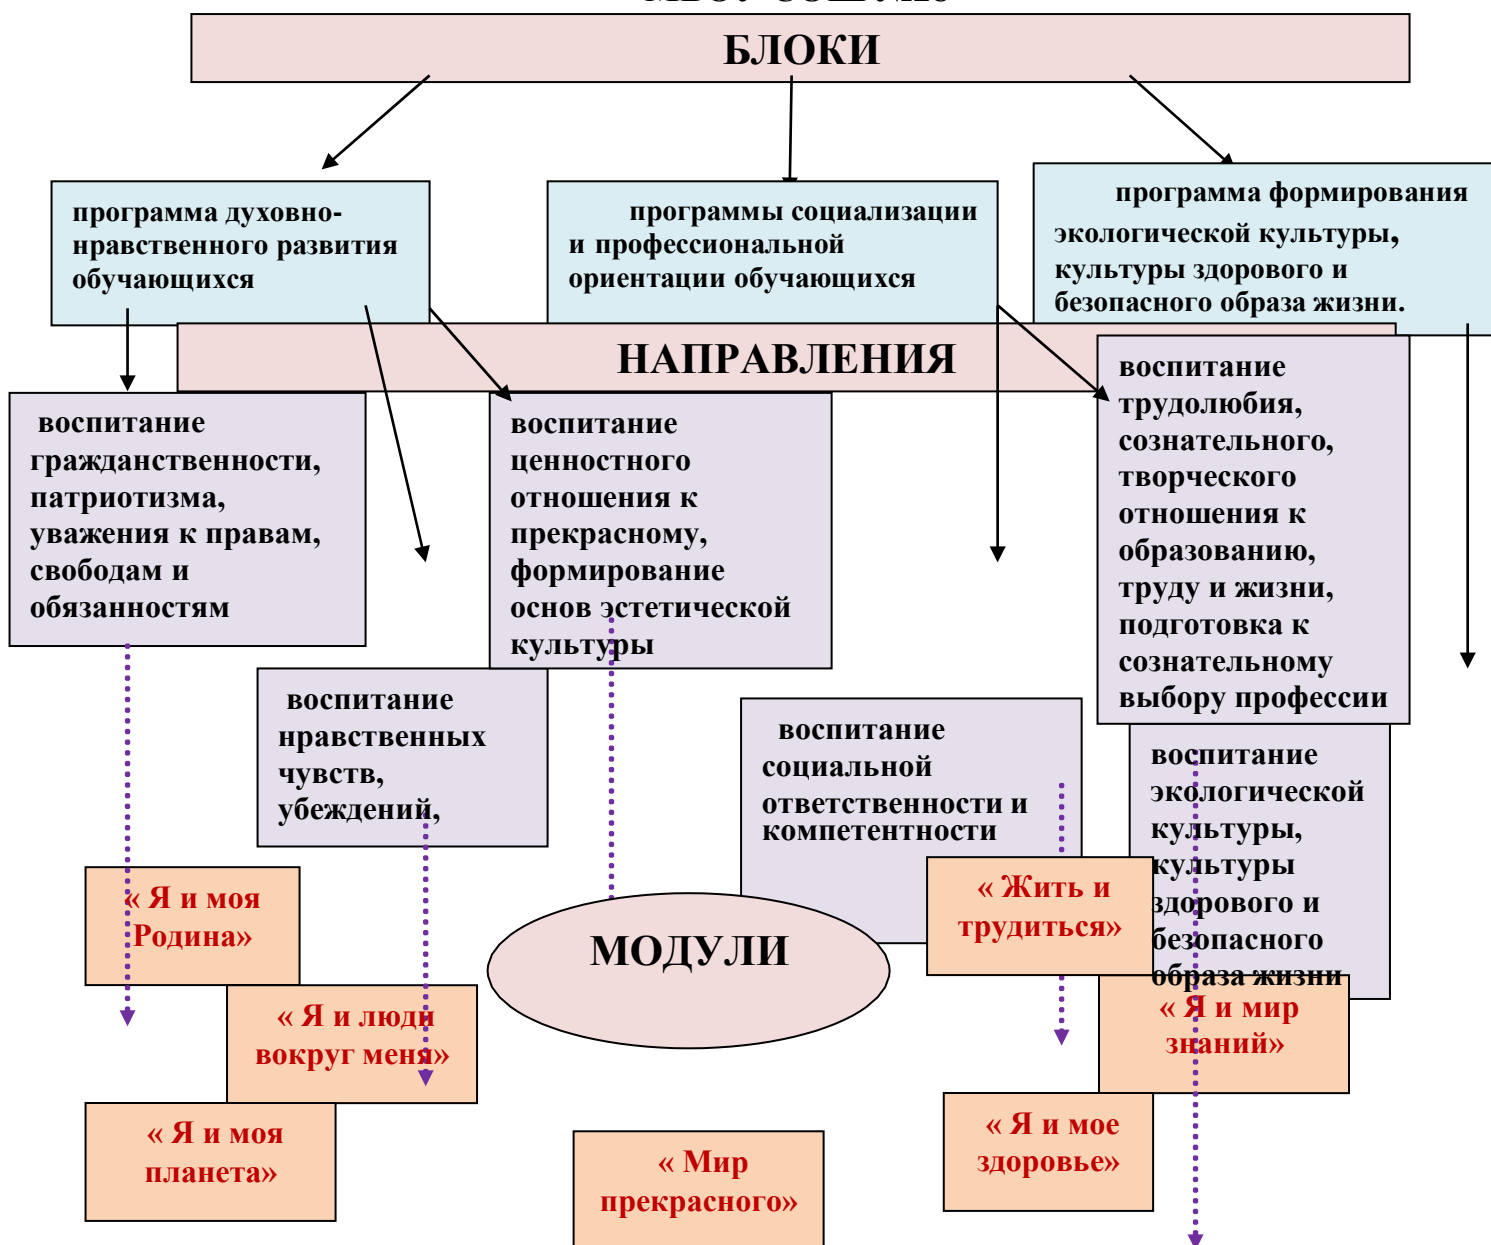 БЛОКИ
программа духовно-
нравственного развития
обучающихся
программы социализации
и профессиональной
ориентации обучающихся
программа формирования
экологической культуры,
культуры здорового и
безопасного образа жизни.
НАПРАВЛЕНИЯ
воспитание
гражданственности,
патриотизма,
уважения к правам,
свободам и
обязанностям
воспитание
ценностного
отношения к
прекрасному,
формирование
основ эстетической
культуры
воспитание
трудолюбия,
сознательного,
творческого
отношения к
образованию,
труду и жизни,
подготовка к
сознательному
выбору профессии
воспитание
нравственных
чувств,
убеждений,
воспитание
социальной
ответственности и
компетентности
воспитание
экологической
культуры,
культуры
здорового и
безопасного
образа жизни
« Я и моя
Родина»
МОДУЛИ
« Жить и
трудиться»
« Я и люди
вокруг меня»
« Я и мир
знаний»
« Я и моя
планета»
« Мир
прекрасного»
« Я и мое
здоровье»